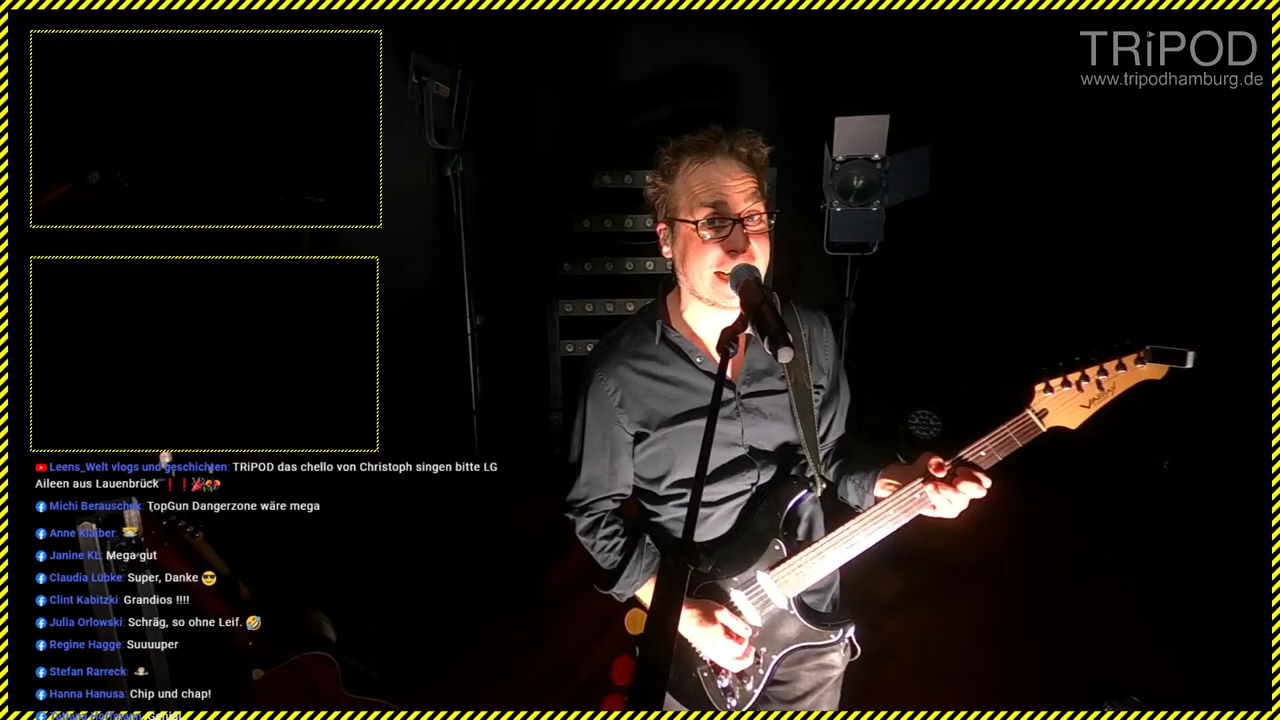 TRiPOD
www.tripodhamburg.de
Leens_Welt vlogs und geschichten: TRiPOD das chello von Christoph singen bitte LG
Aileen aus Lauenbrück ❗❗🎉
Michi Berauschek: TopGun Dangerzone wäre mega
Anne Klaiber:
Janine KL: Mega gut
Claudia Lübke: Super, Danke 😎
Clint Kabitzki: Grandios !!!!
Julia Orlowski: Schräg, so ohne Leif. 🤣
Regine Hagge: Suuuuper
Stefan Rarreck:
Hanna Hanusa: Chip und chap!